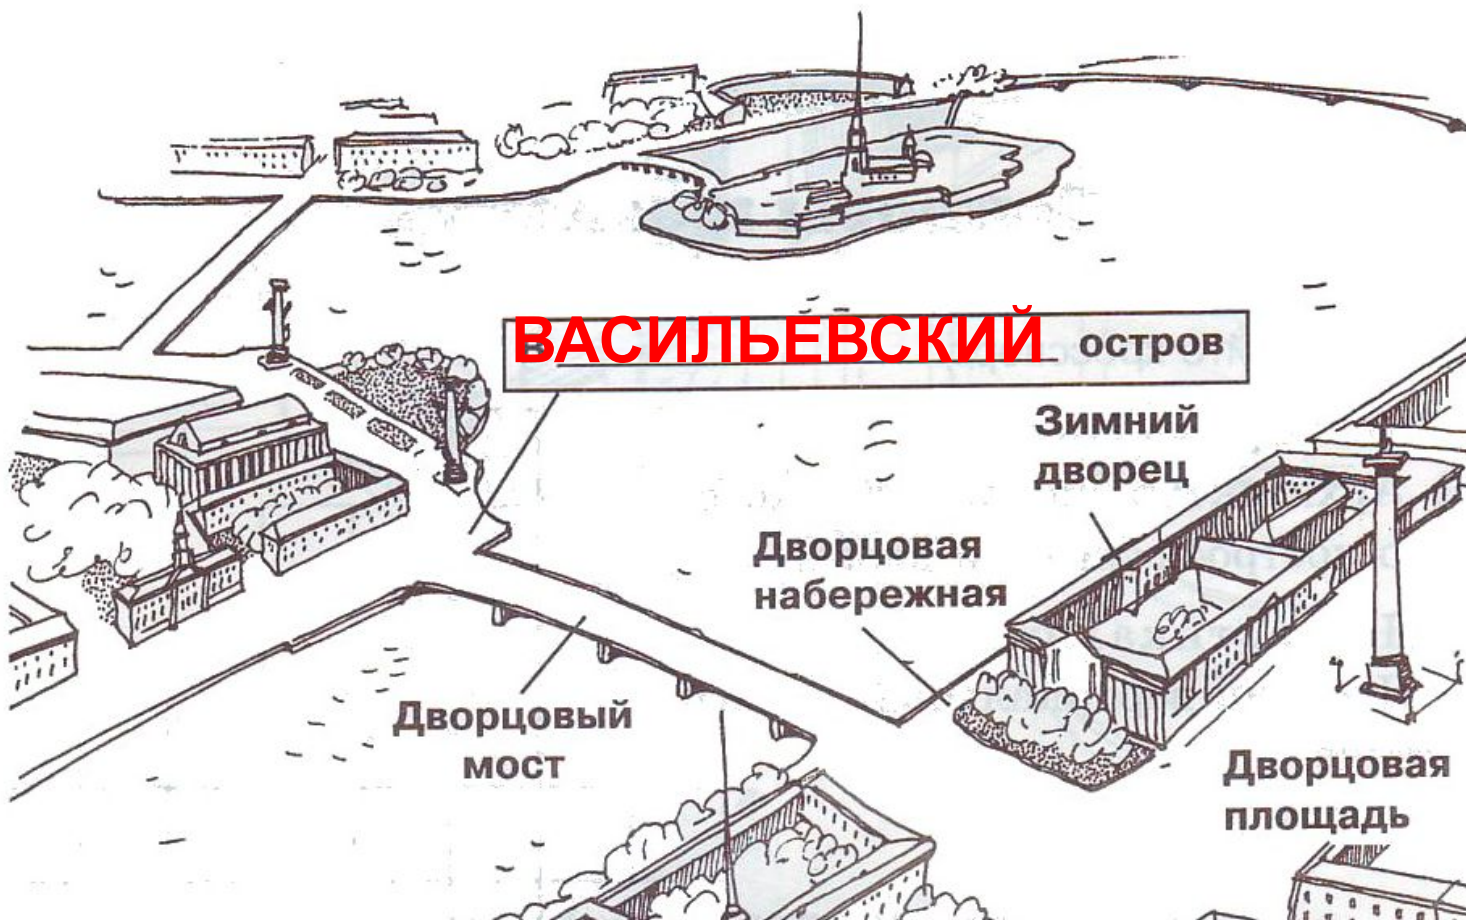 ВАСИЛЬЕВСКИЙ остров
Зимний
дворец
Дворцовая
набережная
Дворцовый
мост
Дворцовая
площадь